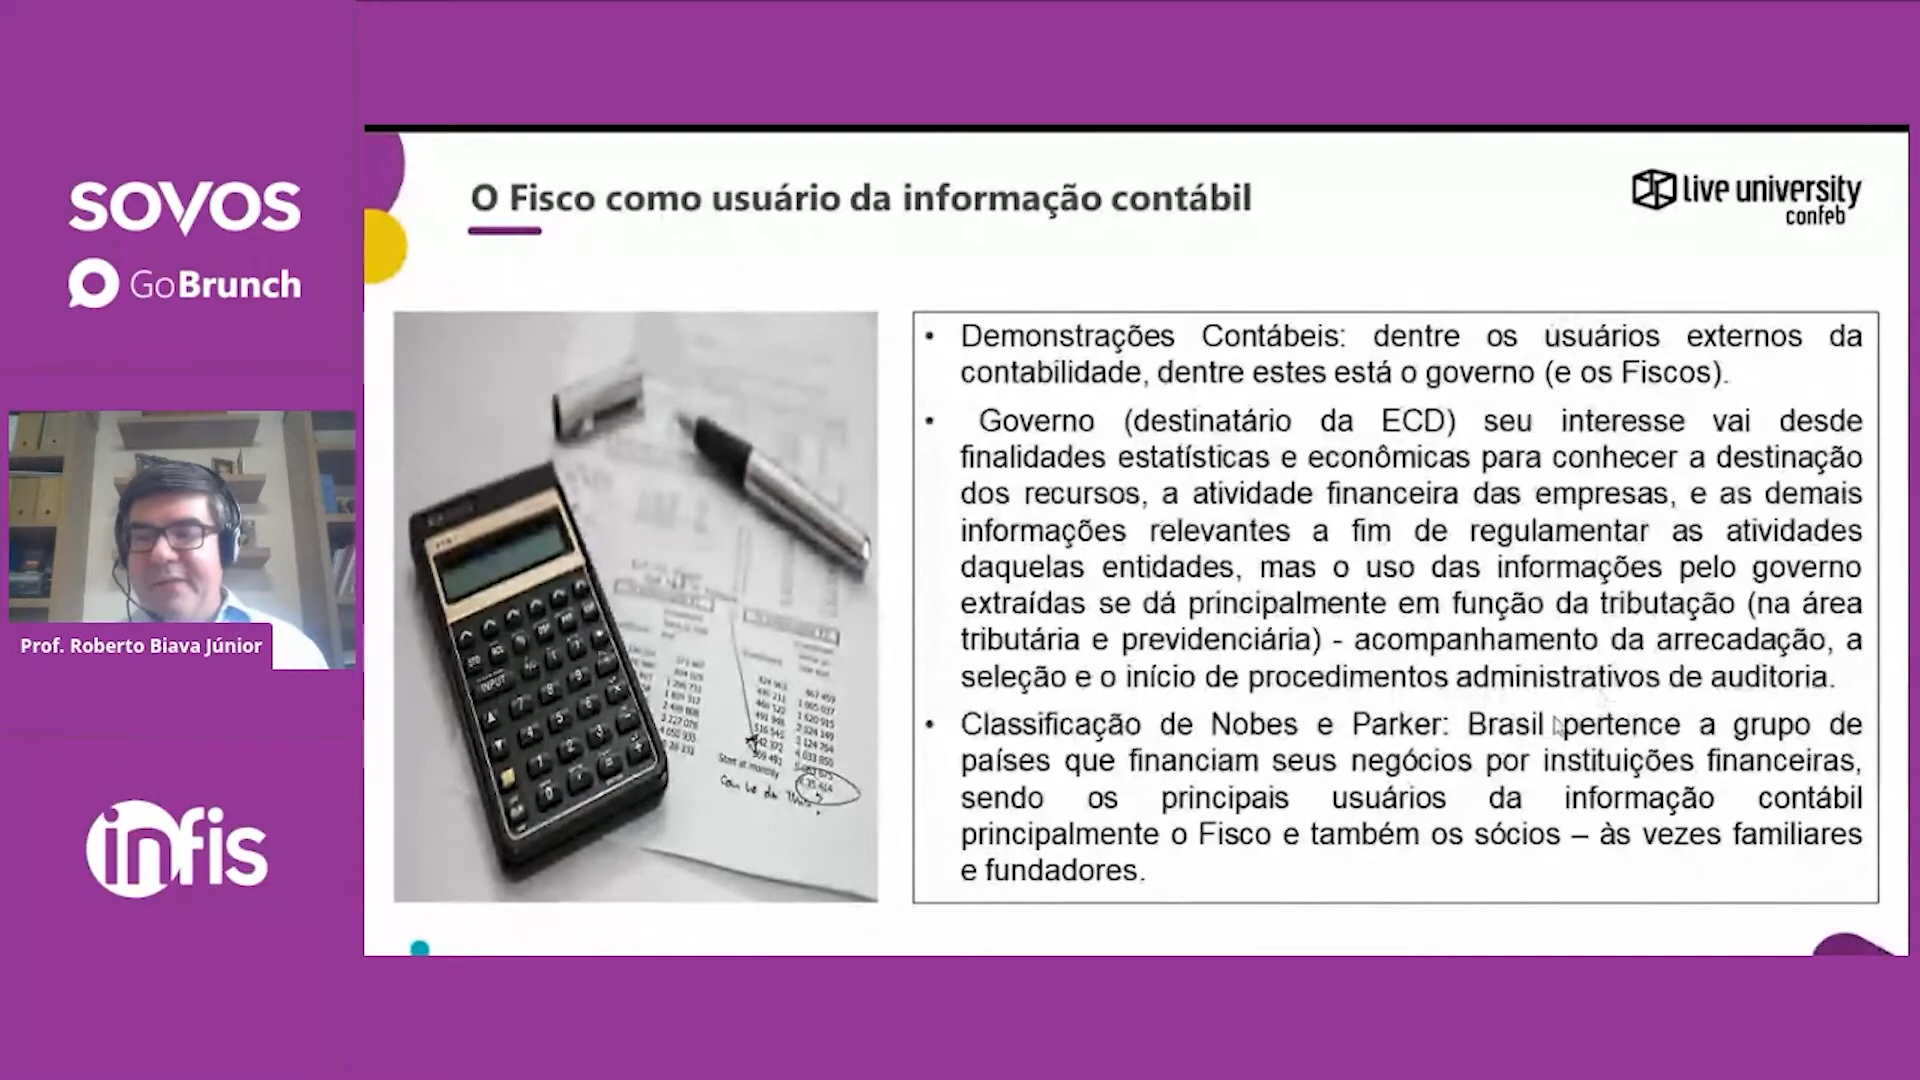 SOVOS
GoBrunch
Prof. Roberto Biava Júnior
infis
O Fisco como usuário da informação contábil
live university
confeb
• Demonstrações Contábeis: dentre os usuários externos da
contabilidade, dentre estes está o governo (e os Fiscos).
• Governo (destinatário da ECD) seu interesse vai desde
finalidades estatísticas e econômicas para conhecer a destinação
dos recursos, a atividade financeira das empresas, e as demais
informações relevantes a fim de regulamentar as atividades
daquelas entidades, mas o uso das informações pelo governo
extraídas se dá principalmente em função da tributação (na área
tributária e previdenciária) - acompanhamento da arrecadação, a
seleção e o início de procedimentos administrativos de auditoria.
• Classificação de Nobes e Parker: Brasil pertence a grupo de
países que financiam seus negócios por instituições financeiras,
sendo os principais usuários da informação contábil
principalmente o Fisco e também os sócios – às vezes familiares
e fundadores.
INPUT